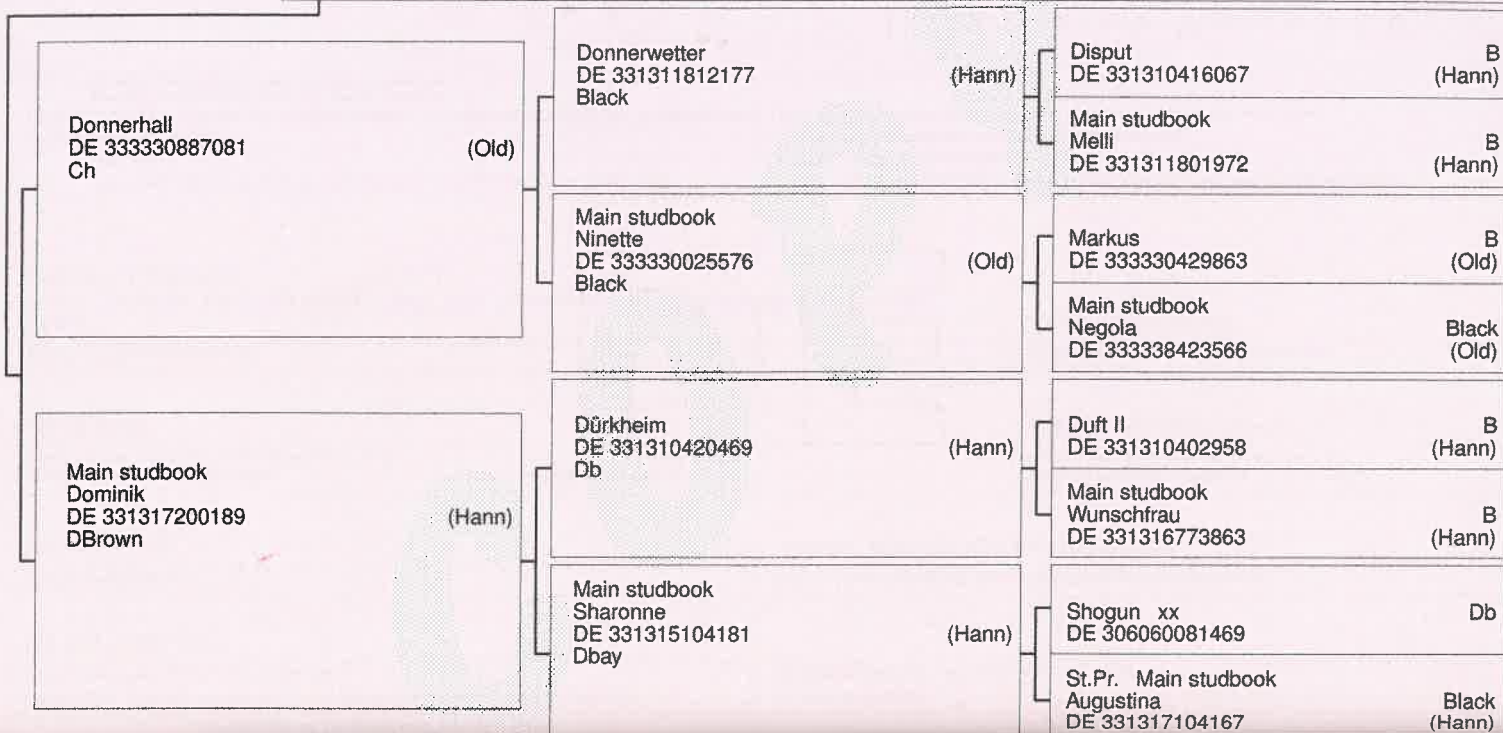 Donnerhall
DE 333330887081 (Old)
Ch
Main studbook
Dominik
DE 331317200189 (Hann)
DBrown
Donnerwetter
DE 331311812177 (Hann)
Black
Main studbook
Ninette
DE 333330025576 (Old)
Black
Dürkheim
DE 331310420469 (Hann)
Db
Main studbook
Sharonne
DE 331315104181 (Hann)
Dbay
Disput B
DE 331310416067 (Hann)
Main studbook
Melli B
DE 331311801972 (Hann)
Markus B
DE 333330429863 (Old)
Main studbook
Negola Black
DE 333338423566 (Old)
Duft II B
DE 331310402958 (Hann)
Main studbook
Wunschfrau B
DE 331316773863 (Hann)
Shogun xx Db
DE 306060081469
St.Pr. Main studbook
Augustina Black
DE 331317104167 (Hann)